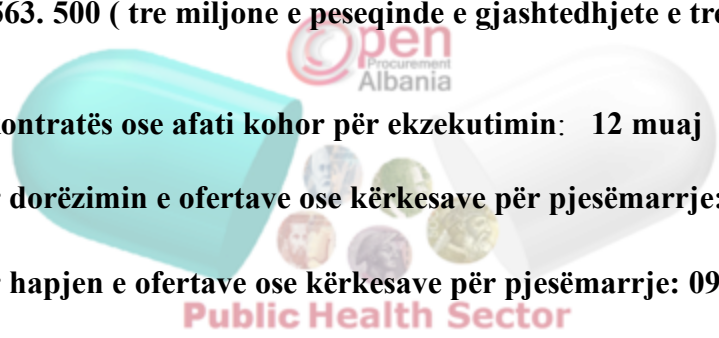 563. 500 ( tre miljone e peseqinde e gjashtedhjete e tre
Open
Procurement
Albania
kontratës ose afati kohor për ekzekutimin: 12 muaj
r dorëzimin e ofertave ose kërkesave për pjesëmarrje:
r hapjen e ofertave ose kërkesave për pjesëmarrje: 09
Public Health Sector